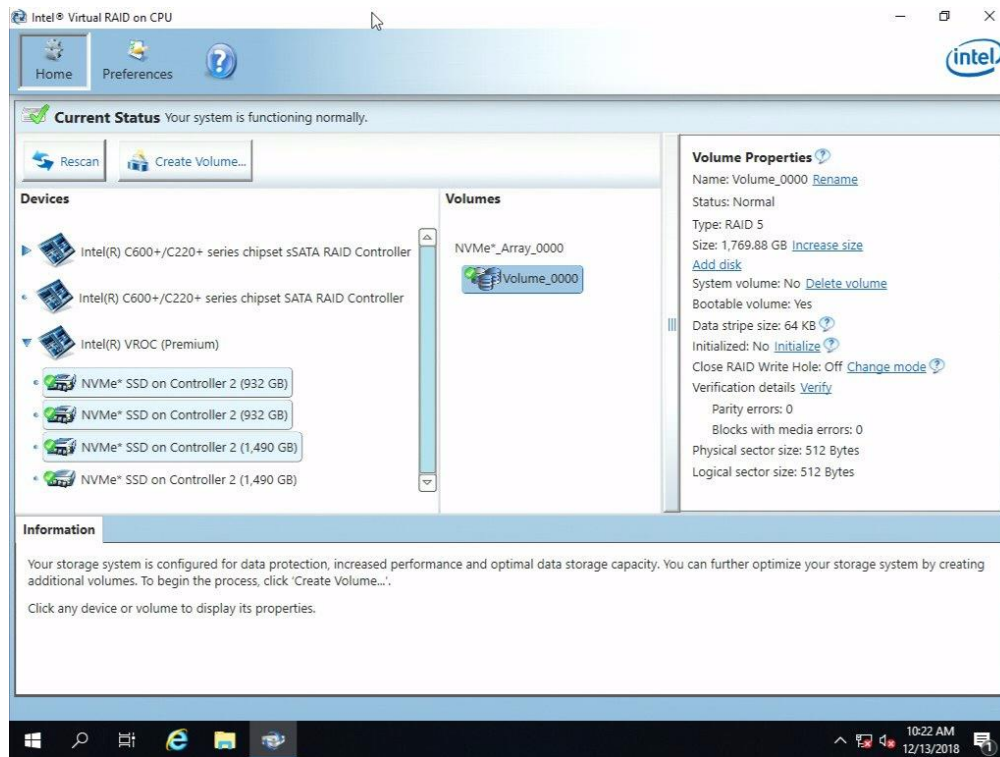 Intel® Virtual RAID on CPU
Home
Preferences
intel
Current Status Your system is functioning normally.
Rescan
Create Volume...
Devices
Intel(R) C600+/C220+ series chipset sSATA RAID Controller
Intel(R) C600+/C220+ series chipset SATA RAID Controller
Intel(R) VROC (Premium)
NVMe* SSD on Controller 2 (932 GB)
NVMe* SSD on Controller 2 (932 GB)
NVMe* SSD on Controller 2 (1,490 GB)
NVMe* SSD on Controller 2 (1,490 GB)
Volumes
NVMe*_Array_0000
Volume_0000
Volume Properties
Name: Volume_0000 Rename
Status: Normal
Type: RAID 5
Size: 1,769.88 GB Increase size
Add disk
System volume: No Delete volume
Bootable volume: Yes
Data stripe size: 64 KB
Initialized: No Initialize
Close RAID Write Hole: Off Change mode
Verification details Verify
Parity errors: 0
Blocks with media errors: 0
Physical sector size: 512 Bytes
Logical sector size: 512 Bytes
Information
Your storage system is configured for data protection, increased performance and optimal data storage capacity. You can further optimize your storage system by creating
additional volumes. To begin the process, click 'Create Volume...'.
Click any device or volume to display its properties.
10:22 AM
12/13/2018
1